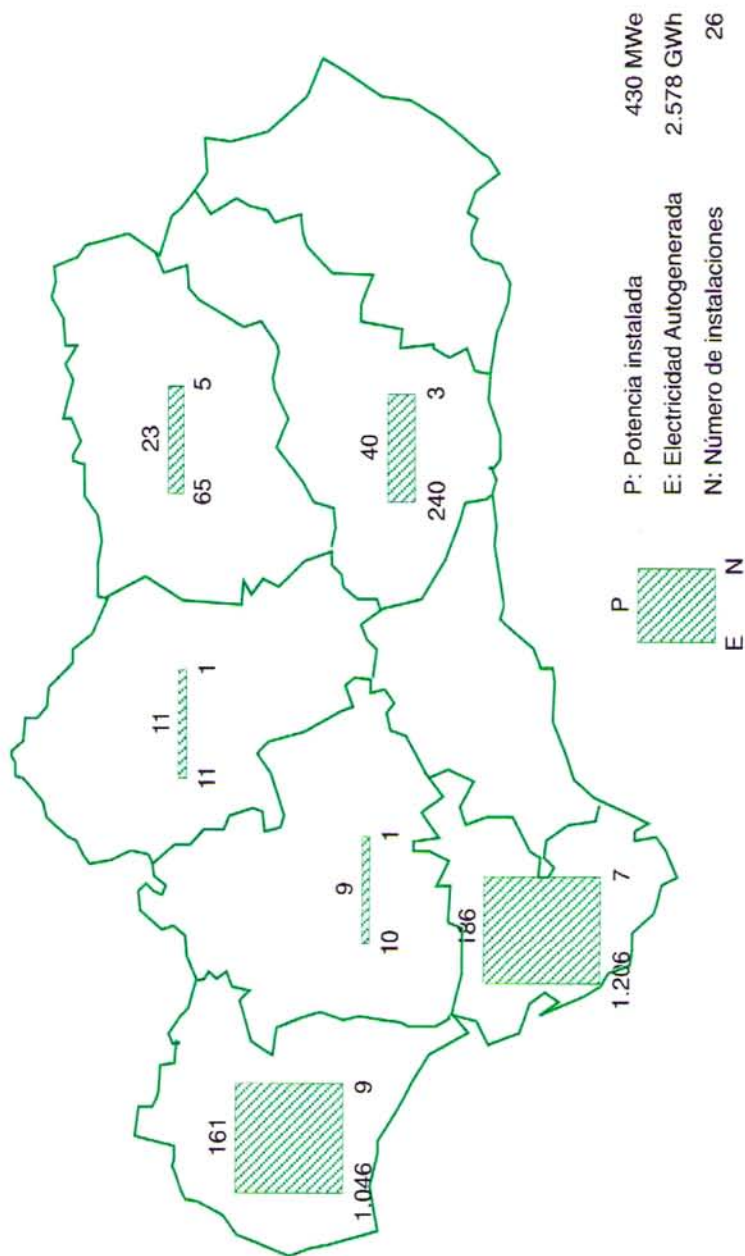 161
1.046 9
11
11 1
23
65 5
9
10 1
40
240 3
186
1.206 7
P
E N
P: Potencia instalada 430 MWe
E: Electricidad Autogenerada 2.578 GWh
N: Número de instalaciones 26